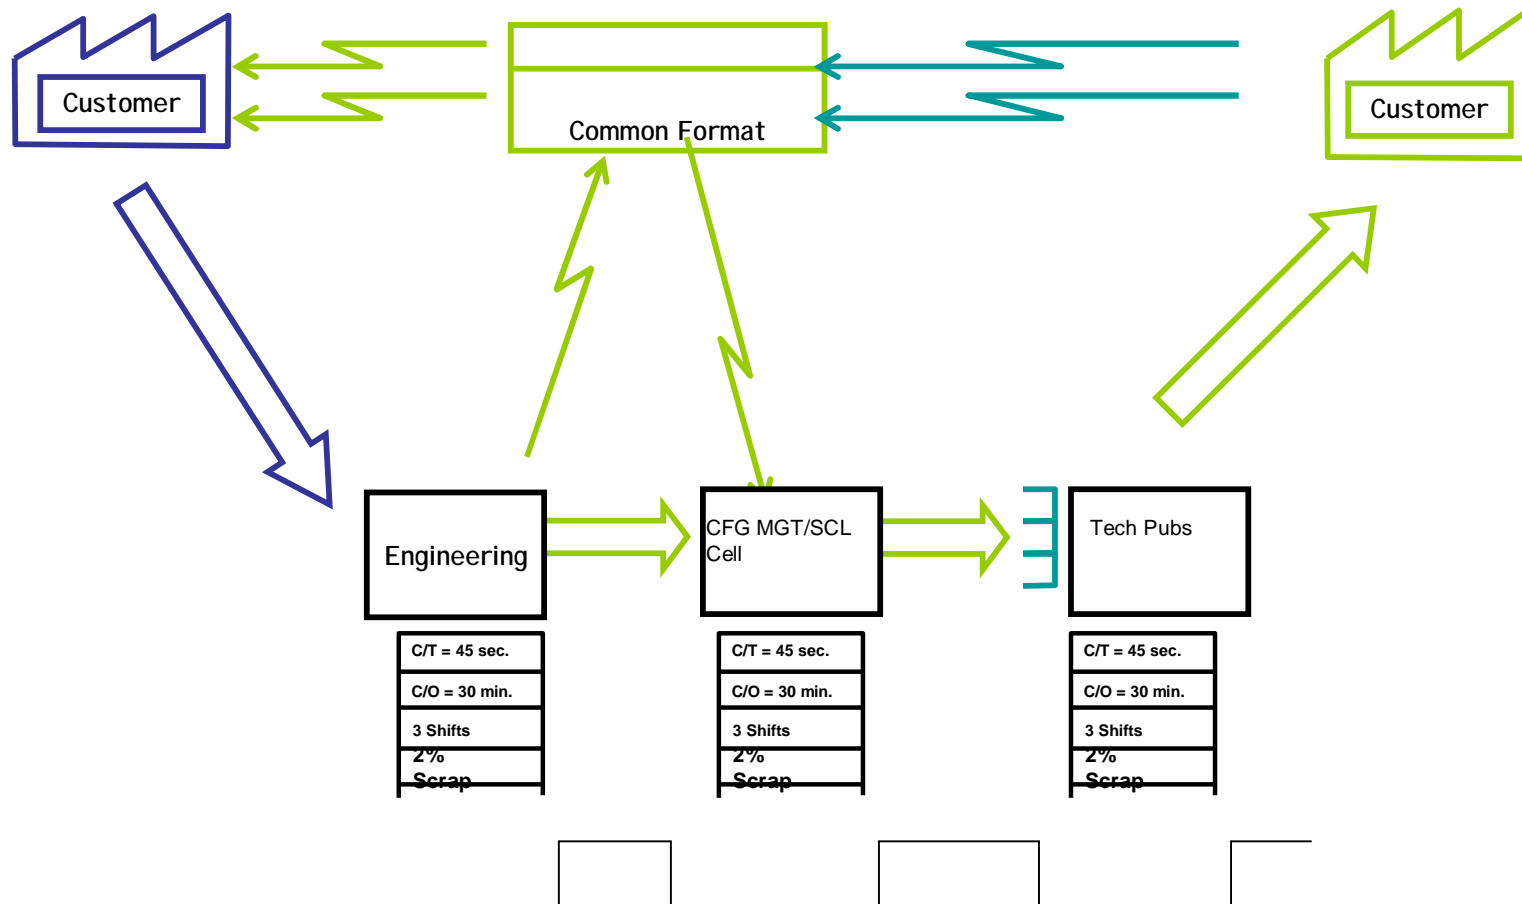 Customer
Common Format
Customer
Engineering
CFG MGT/SCL
Cell
Tech Pubs
C/T = 45 sec.
C/O = 30 min.
3 Shifts
2%
Scrap
C/T = 45 sec.
C/O = 30 min.
3 Shifts
2%
Scrap
C/T = 45 sec.
C/O = 30 min.
3 Shifts
2%
Scrap